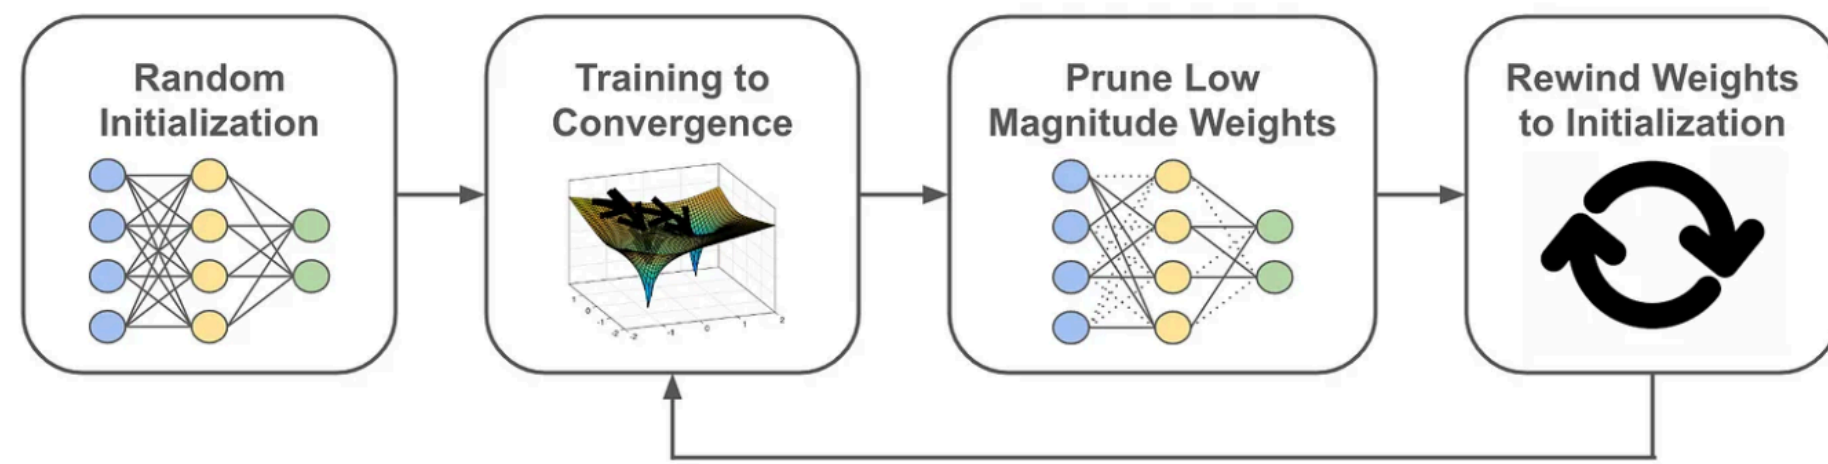 Random
Initialization
Training to
Convergence
Prune Low
Magnitude Weights
Rewind Weights
to Initialization